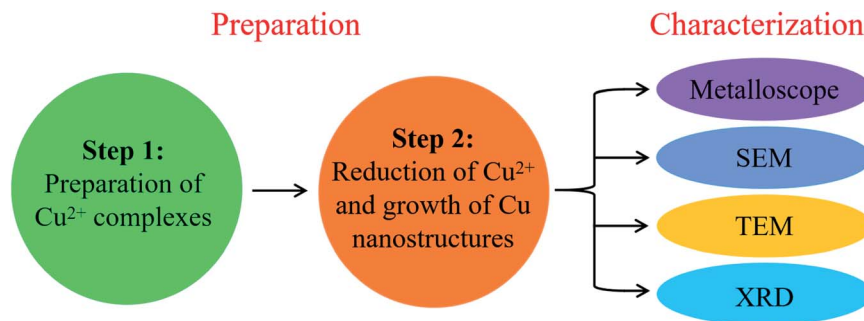 Preparation
Characterization
Step 1:
Preparation of
Cu²⁺ complexes
Step 2:
Reduction of Cu²⁺
and growth of Cu
nanostructures
Metalloscope
SEM
TEM
XRD